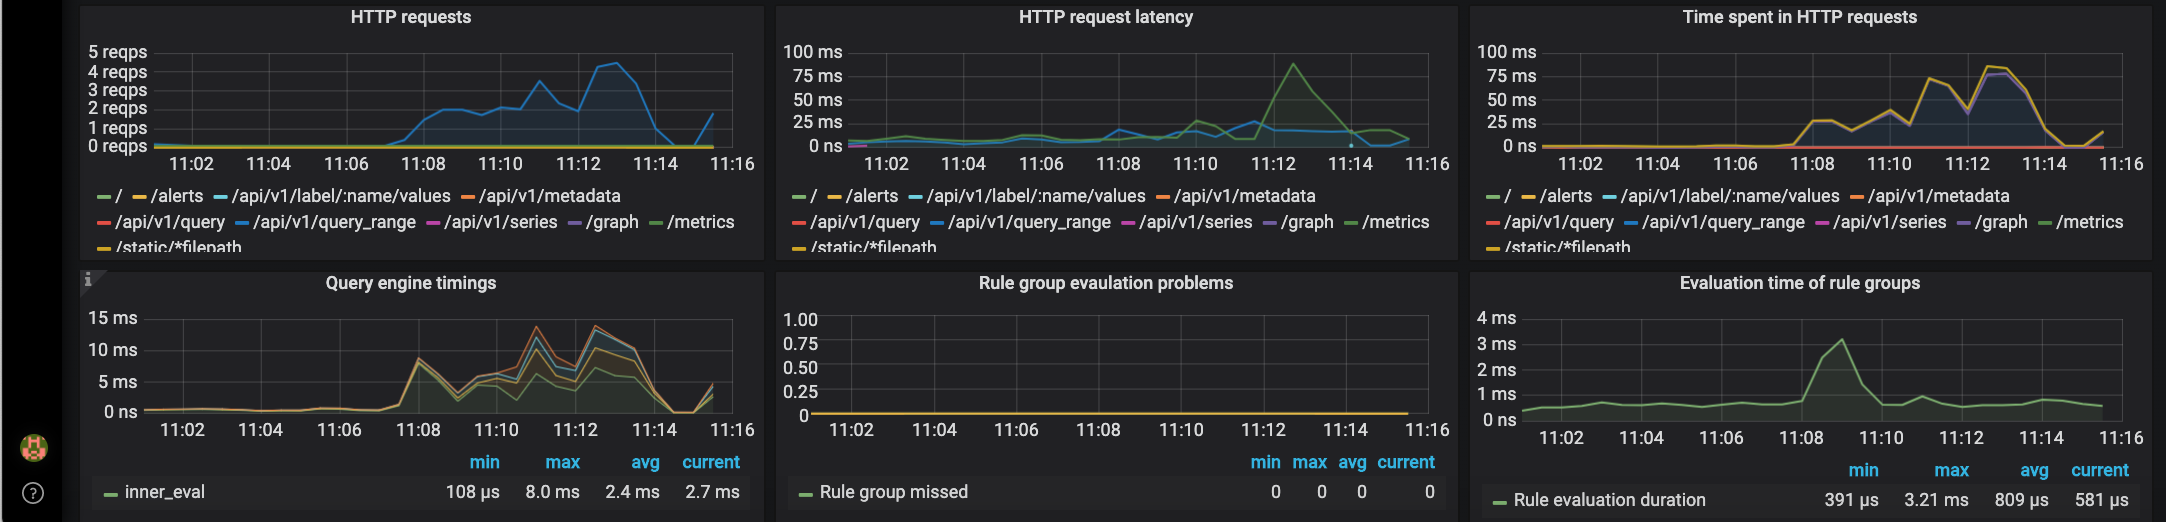 HTTP requests
5 reqps
4 reqps
3 reqps
2 reqps
1 reqps
0 reqps
11:02 11:04 11:06 11:08 11:10 11:12 11:14 11:16
/ /alerts /api/v1/label/:name/values /api/v1/metadata
/api/v1/query /api/v1/query_range /api/v1/series /graph /metrics
/static/*filepath
HTTP request latency
100 ms
75 ms
50 ms
25 ms
0 ns
11:02 11:04 11:06 11:08 11:10 11:12 11:14 11:16
/ /alerts /api/v1/label/:name/values /api/v1/metadata
/api/v1/query /api/v1/query_range /api/v1/series /graph /metrics
/static/*filepath
Time spent in HTTP requests
100 ms
75 ms
50 ms
25 ms
0 ns
11:02 11:04 11:06 11:08 11:10 11:12 11:14 11:16
/ /alerts /api/v1/label/:name/values /api/v1/metadata
/api/v1/query /api/v1/query_range /api/v1/series /graph /metrics
/static/*filepath
i
Query engine timings
15 ms
10 ms
5 ms
0 ns
11:02 11:04 11:06 11:08 11:10 11:12 11:14 11:16
min max avg current
inner_eval 108 µs 8.0 ms 2.4 ms 2.7 ms
Rule group evaulation problems
1.00
0.75
0.50
0.25
0
11:02 11:04 11:06 11:08 11:10 11:12 11:14 11:16
min max avg current
Rule group missed 0 0 0 0
Evaluation time of rule groups
4 ms
3 ms
2 ms
1 ms
0 ns
11:02 11:04 11:06 11:08 11:10 11:12 11:14 11:16
min max avg current
Rule evaluation duration 391 µs 3.21 ms 809 µs 581 µs
?